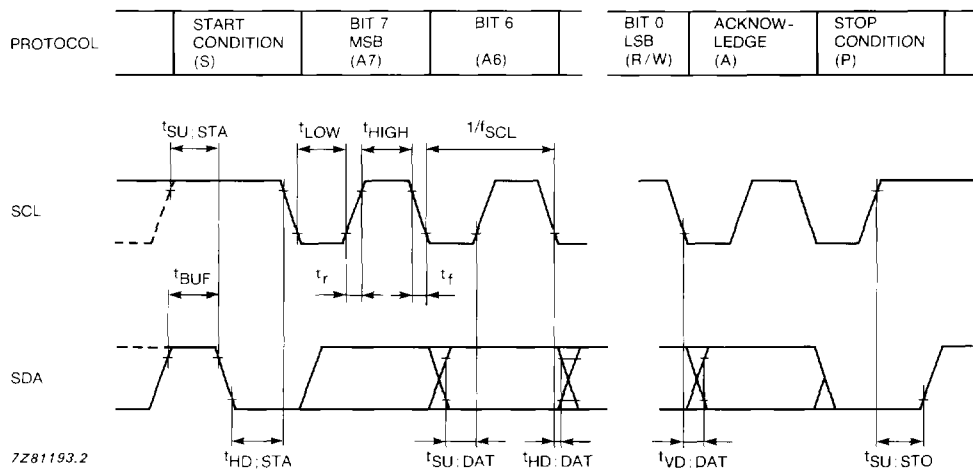 PROTOCOL
START
CONDITION
(S)
BIT 7
MSB
(A7)
BIT 6
(A6)
BIT 0
LSB
(R/W)
ACKNOW-
LEDGE
(A)
STOP
CONDITION
(P)
tSU;STA
tLOW
tHIGH
1/fSCL
SCL
tBUF
tr
tf
SDA
tHD;STA
tSU;DAT
tHD;DAT
tVD;DAT
tSU;STO
7Z81193.2